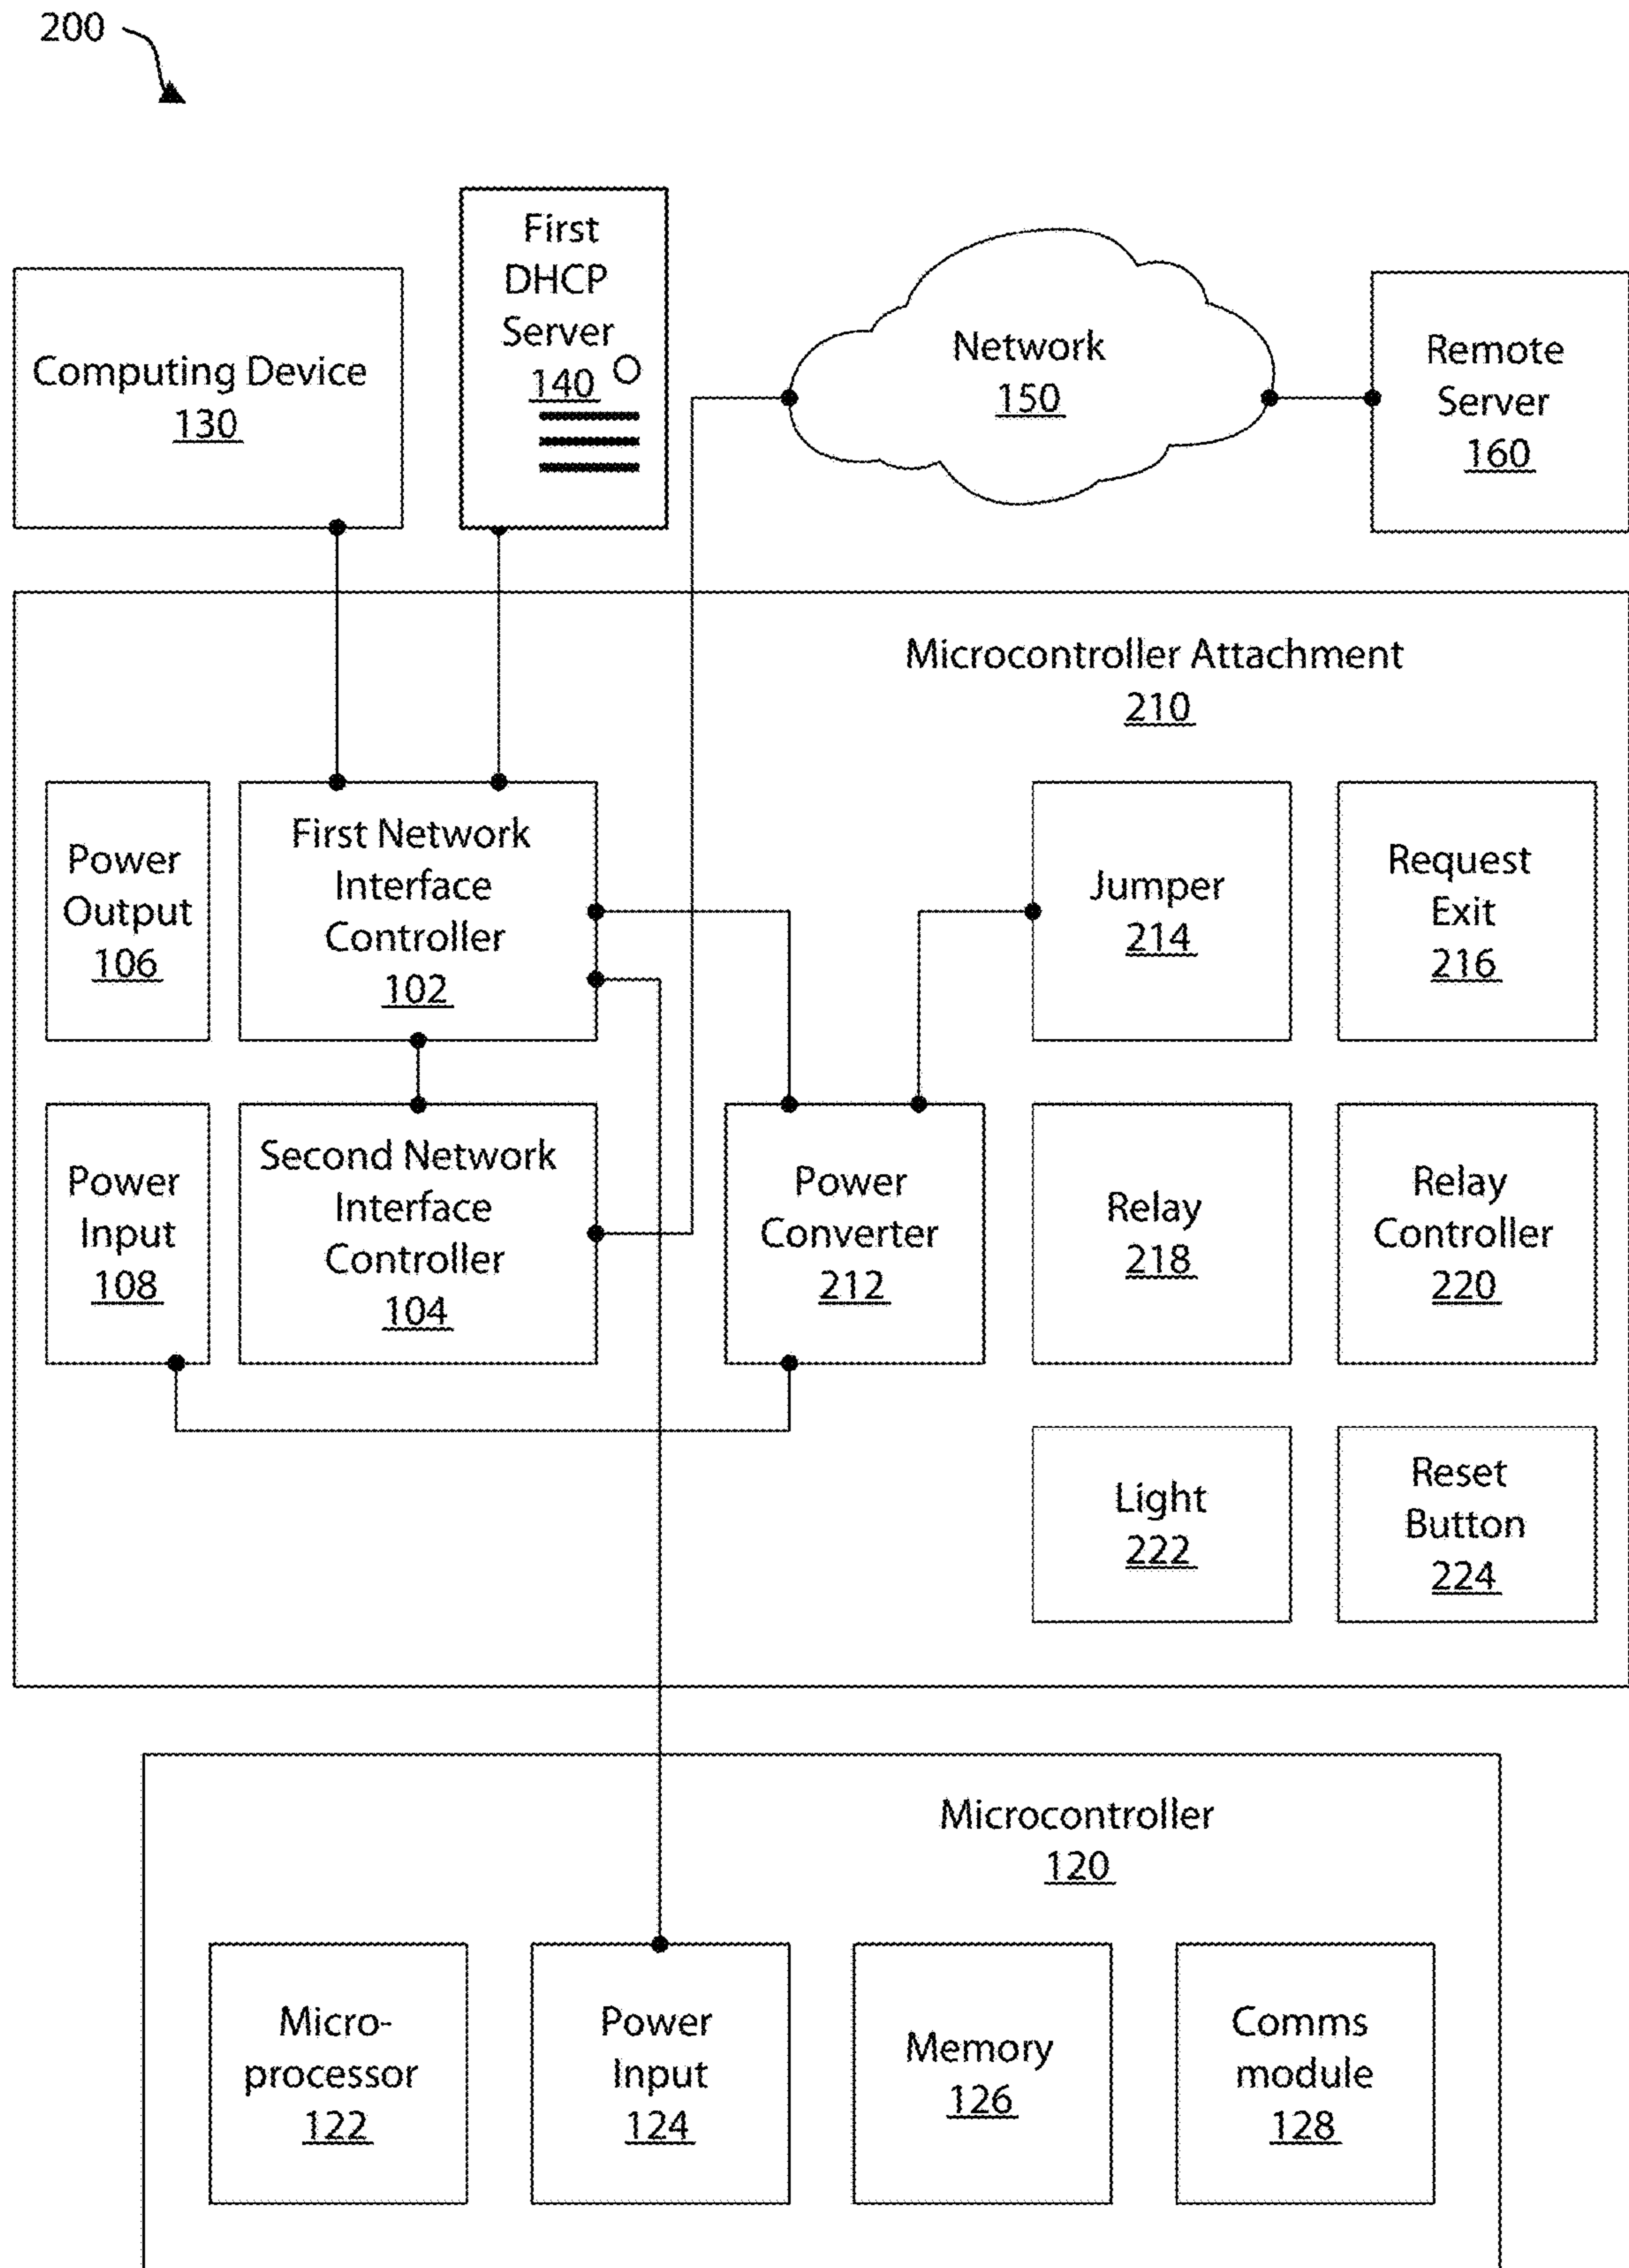 200
First
DHCP
Server
140
Computing Device
130
Network
150
Remote
Server
160
Microcontroller Attachment
210
Power
Output
106
First Network
Interface
Controller
102
Jumper
214
Request
Exit
216
Power
Input
108
Second Network
Interface
Controller
104
Power
Converter
212
Relay
218
Relay
Controller
220
Light
222
Reset
Button
224
Microcontroller
120
Micro-
processor
122
Power
Input
124
Memory
126
Comms
module
128